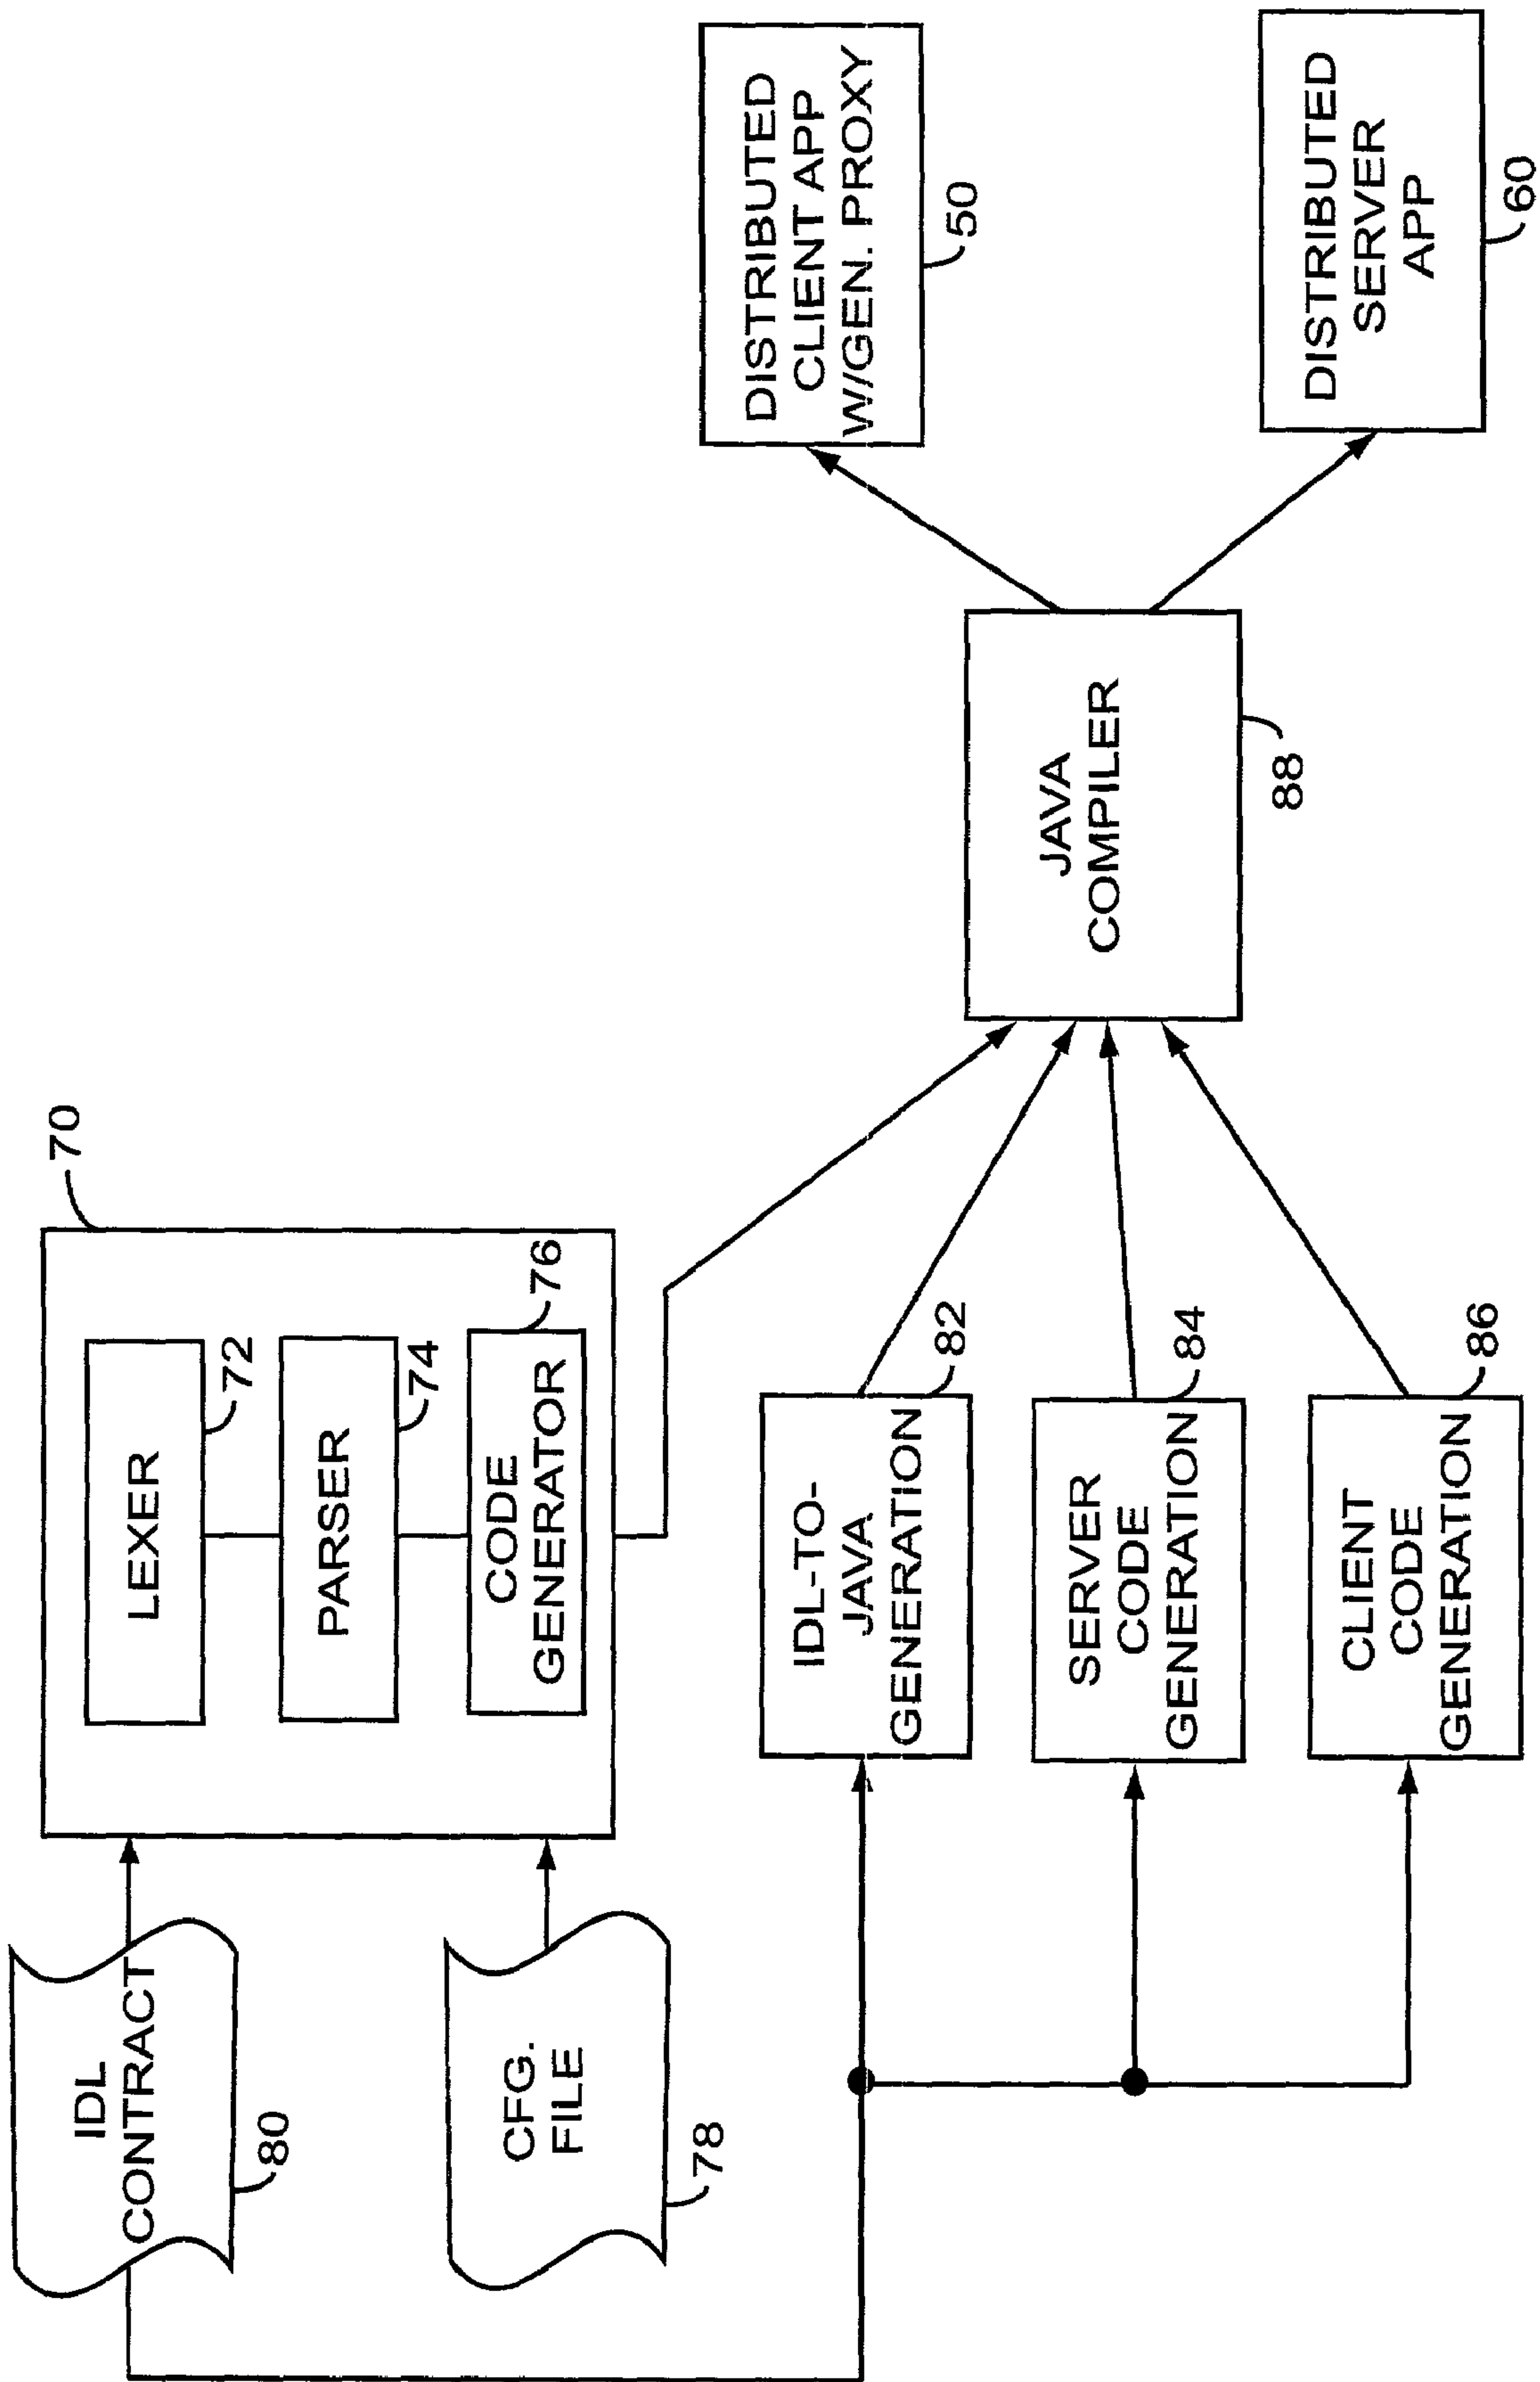 IDL
CONTRACT
80
CFG.
FILE
78
70
LEXER
72
PARSER
74
CODE
GENERATOR
76
IDL-TO-
JAVA
GENERATION
82
SERVER
CODE
GENERATION
84
CLIENT
CODE
GENERATION
86
JAVA
COMPILER
88
DISTRIBUTED
CLIENT APP
W/GEN. PROXY
50
DISTRIBUTED
SERVER
APP
60